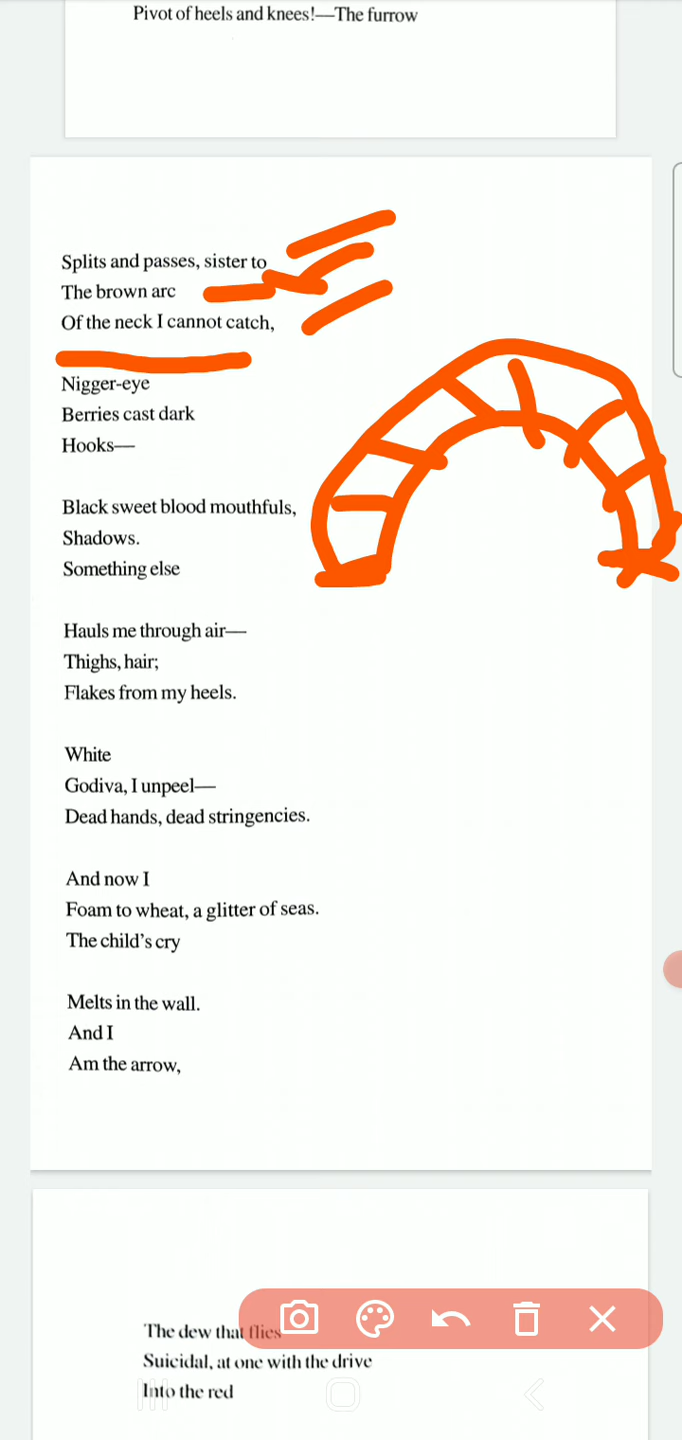 Pivot of heels and knees!—The furrow
Splits and passes, sister to
The brown arc
Of the neck I cannot catch,
Nigger-eye
Berries cast dark
Hooks—
Black sweet blood mouthfuls,
Shadows.
Something else
Hauls me through air—
Thighs, hair;
Flakes from my heels.
White
Godiva, I unpeel—
Dead hands, dead stringencies.
And now I
Foam to wheat, a glitter of seas.
The child's cry
Melts in the wall.
And I
Am the arrow,
The dew that flies
Suicidal, at one with the drive
Into the red